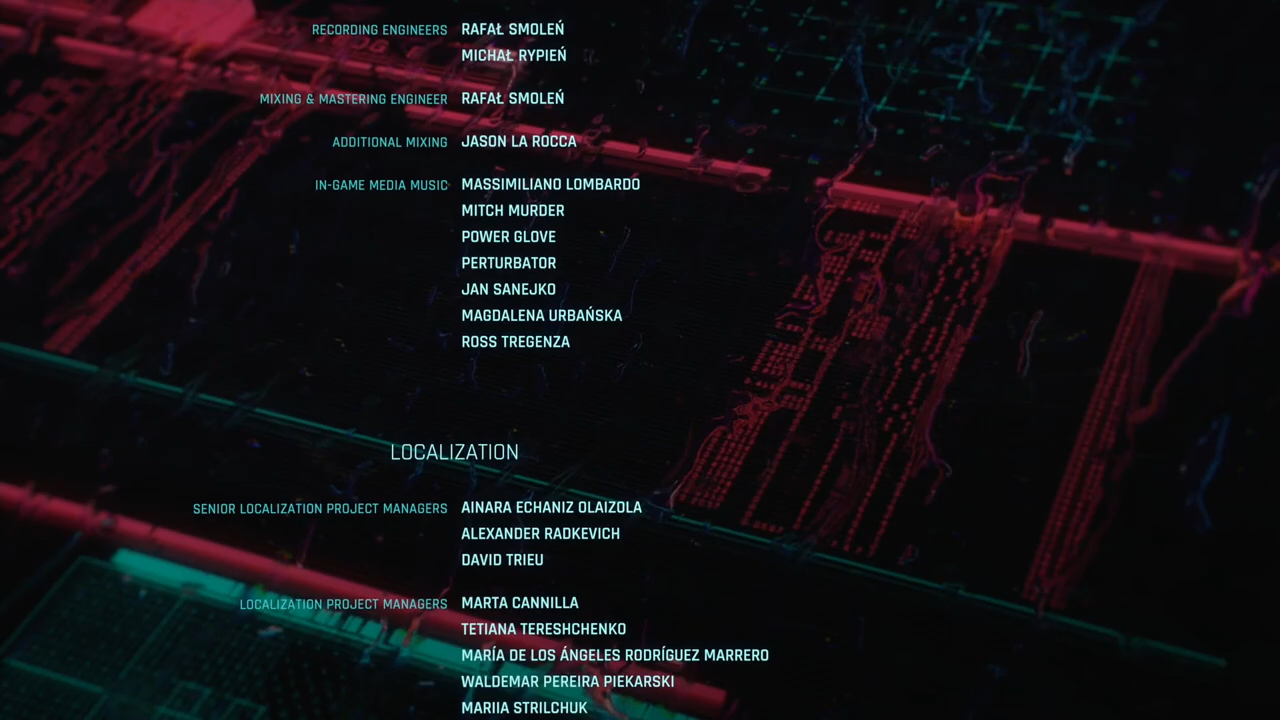 RECORDING ENGINEERS RAFAŁ SMOLEŃ
MICHAŁ RYPIEŃ
MIXING & MASTERING ENGINEER RAFAŁ SMOLEŃ
ADDITIONAL MIXING JASON LA ROCCA
IN-GAME MEDIA MUSIC MASSIMILIANO LOMBARDO
MITCH MURDER
POWER GLOVE
PERTURBATOR
JAN SANEJKO
MAGDALENA URBAŃSKA
ROSS TREGENZA
LOCALIZATION
SENIOR LOCALIZATION PROJECT MANAGERS AINARA ECHANIZ OLAIZOLA
ALEXANDER RADKEVICH
DAVID TRIEU
LOCALIZATION PROJECT MANAGERS MARTA CANNILLA
TETIANA TERESHCHENKO
MARÍA DE LOS ÁNGELES RODRÍGUEZ MARRERO
WALDEMAR PEREIRA PIEKARSKI
MARIIA STRILCHUK